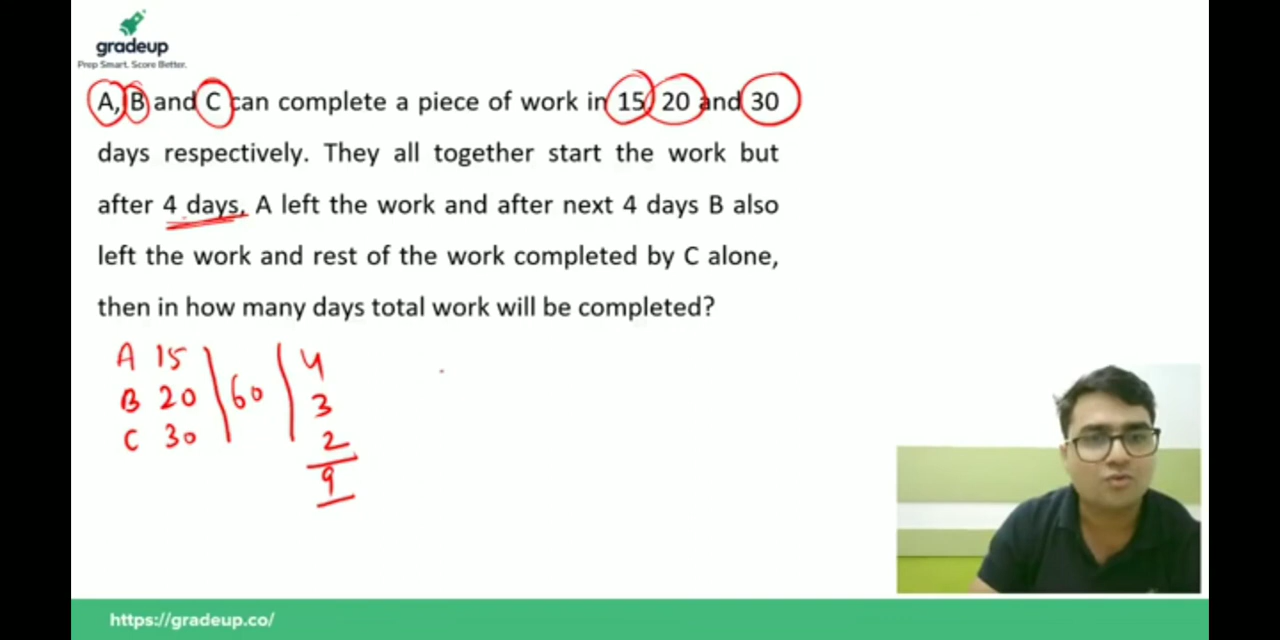 gradeup
Prep Smart. Score Better.
A, B and C can complete a piece of work in 15, 20 and 30
days respectively. They all together start the work but
after 4 days, A left the work and after next 4 days B also
left the work and rest of the work completed by C alone,
then in how many days total work will be completed?
A 15 4
B 20 60 3
C 30 2
9
https://gradeup.co/